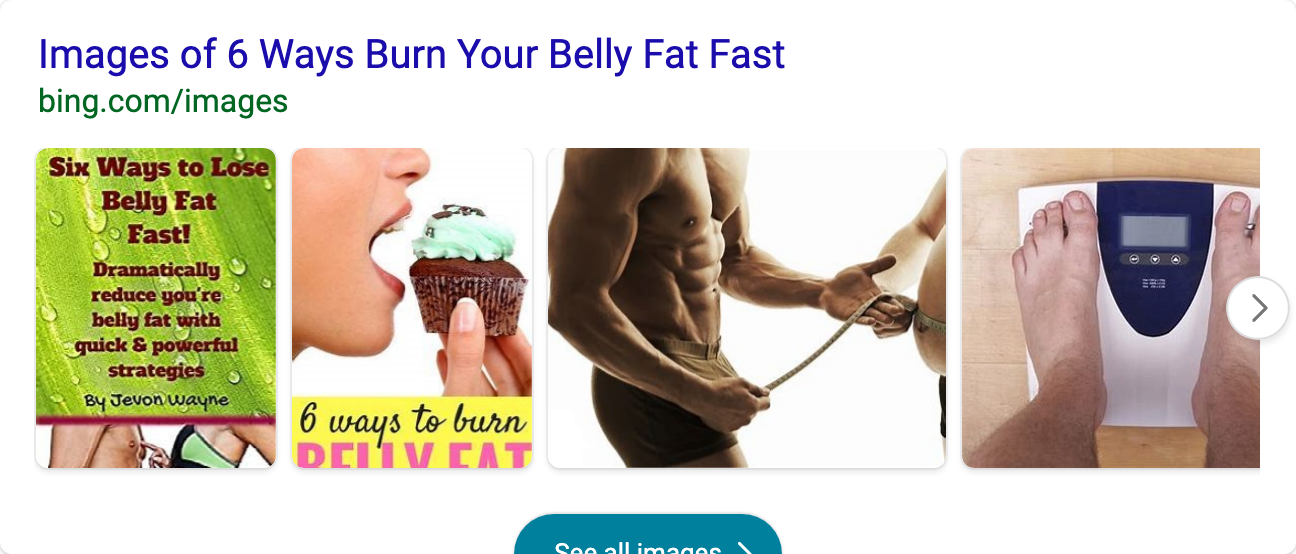 Images of 6 Ways Burn Your Belly Fat Fast
bing.com/images
Six Ways to Lose
Belly Fat
Fast!
Dramatically
reduce you're
belly fat with
quick & powerful
strategies
By Jevon Wayne
6 ways to burn
BELLY FAT
See all images